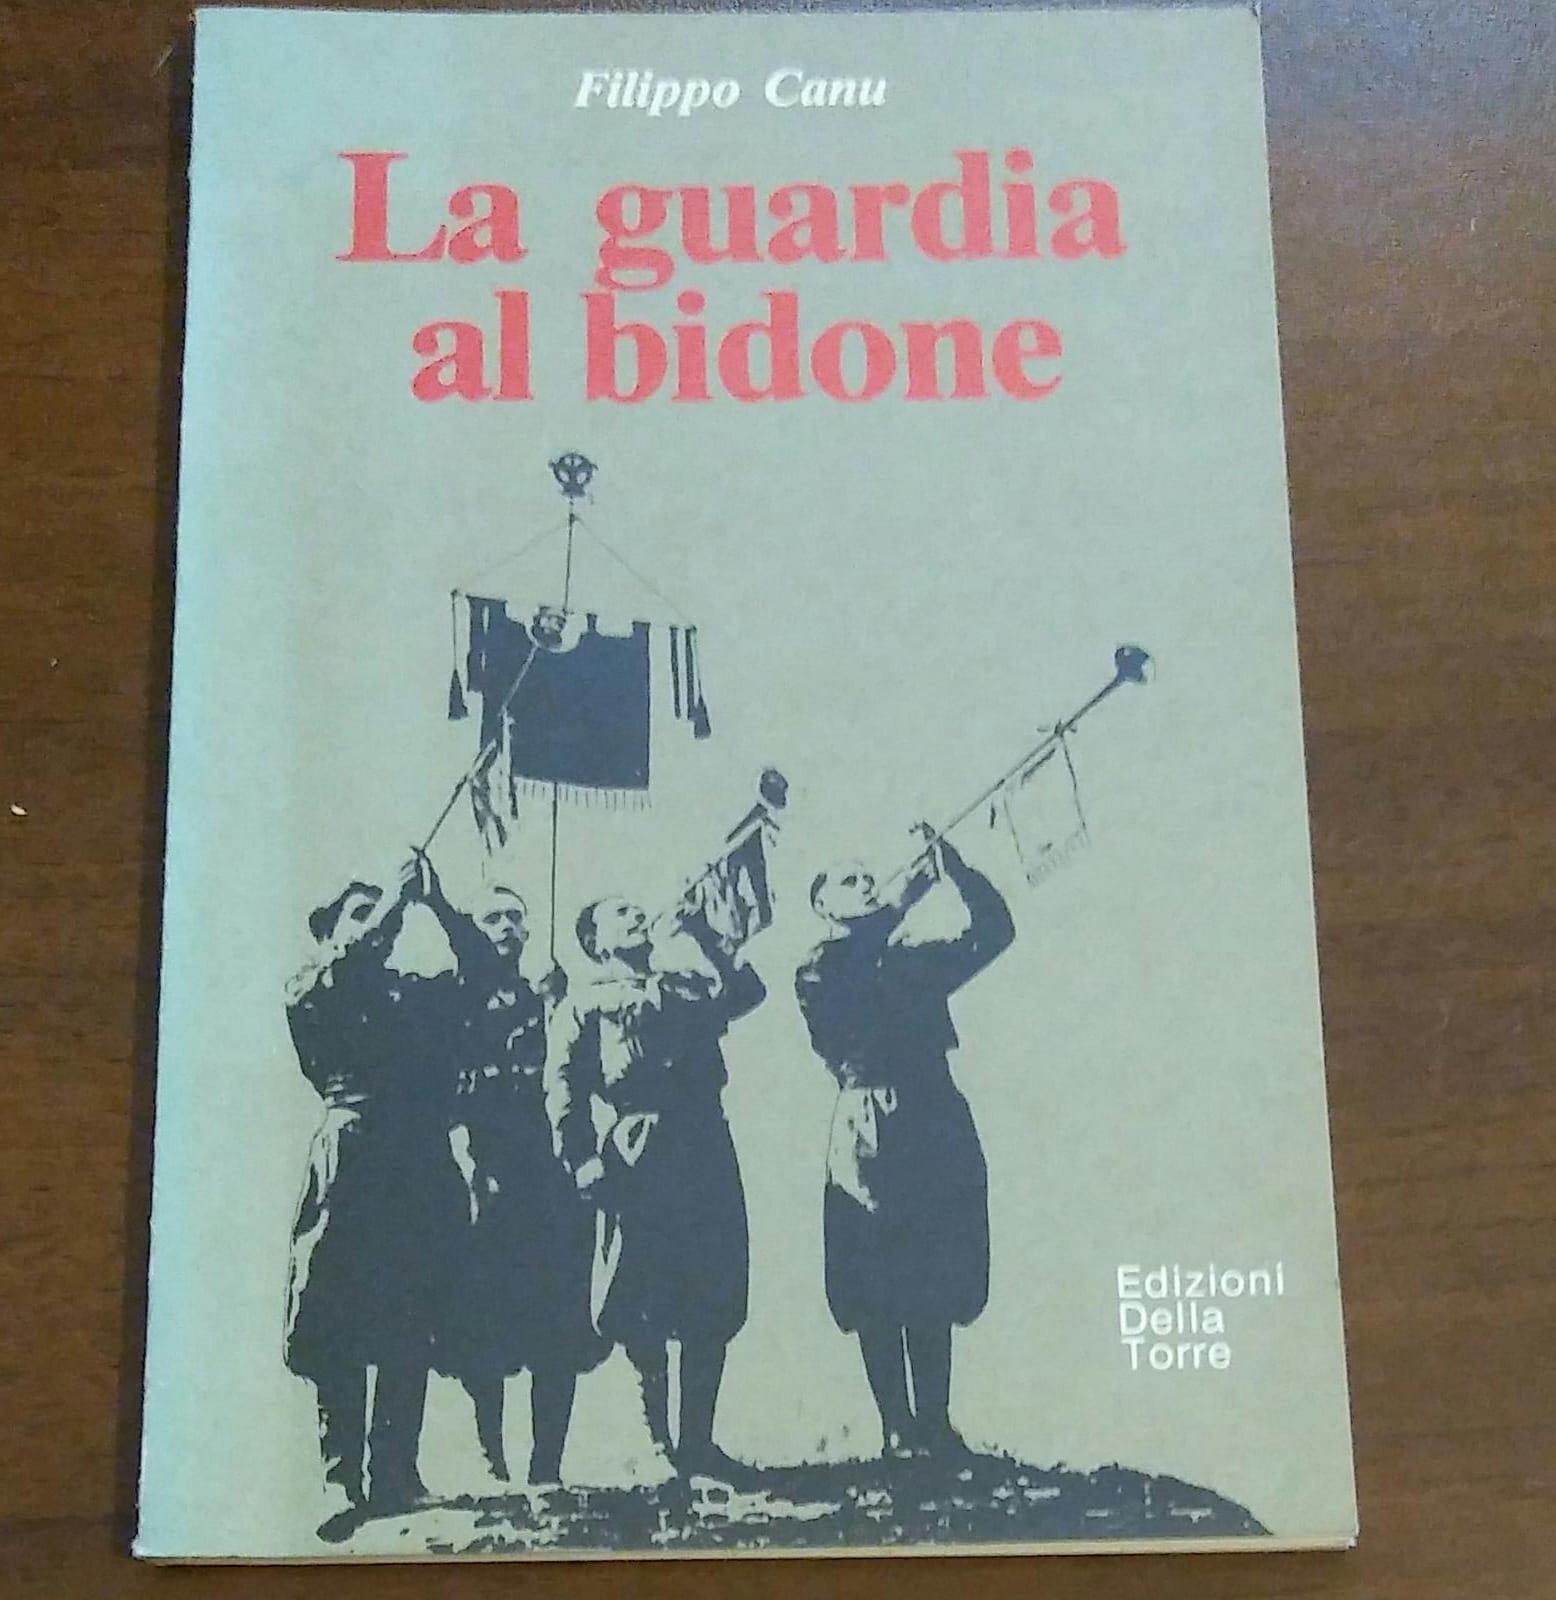 Filippo Canu
La guardia
al bidone
Edizioni
Della
Torre